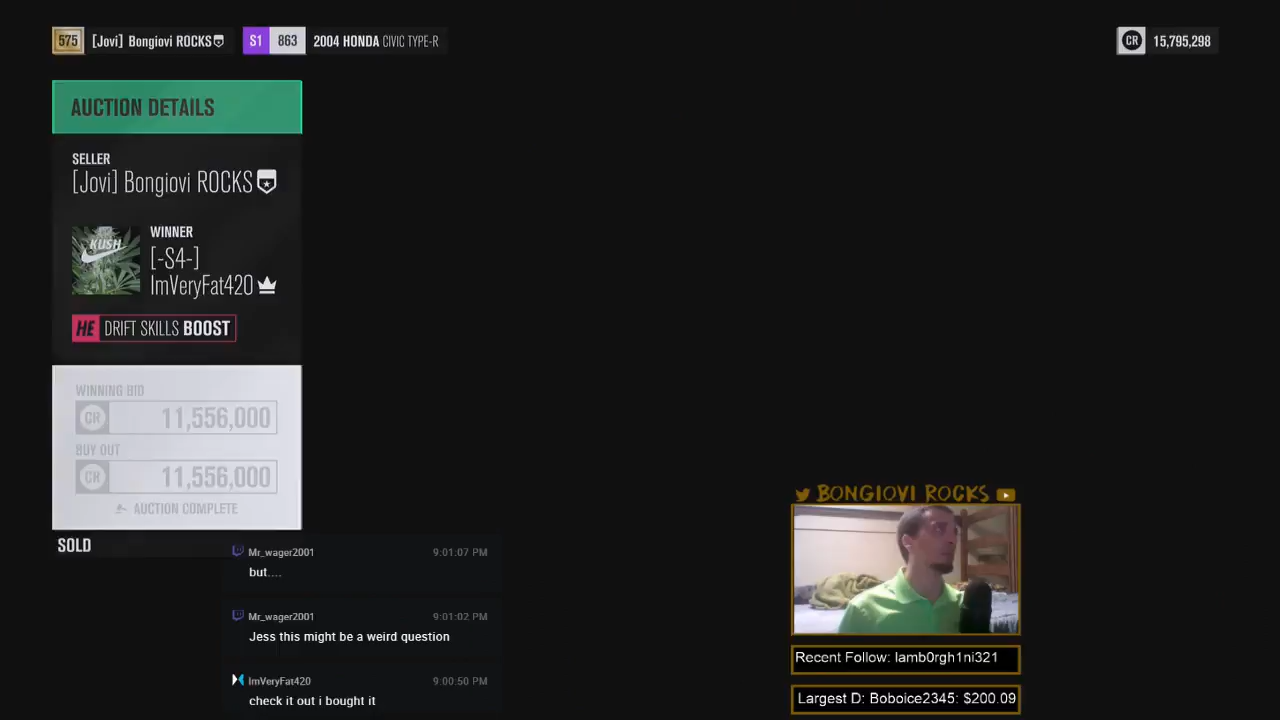 575 [Jovi] Bongiovi ROCKS S1 863 2004 HONDA CIVIC TYPE-R CR 15,795,298
AUCTION DETAILS
SELLER
[Jovi] Bongiovi ROCKS
KUSH
WINNER
[-S4-]
ImVeryFat420
HE DRIFT SKILLS BOOST
WINNING BID
CR 11,556,000
BUY OUT
CR 11,556,000
AUCTION COMPLETE
SOLD
Mr_wager2001 9:01:07 PM
but....
Mr_wager2001 9:01:02 PM
Jess this might be a weird question
ImVeryFat420 9:00:50 PM
check it out i bought it
BONGIOVI ROCKS
Recent Follow: lamb0rgh1ni321
Largest D: Boboice2345: $200.09